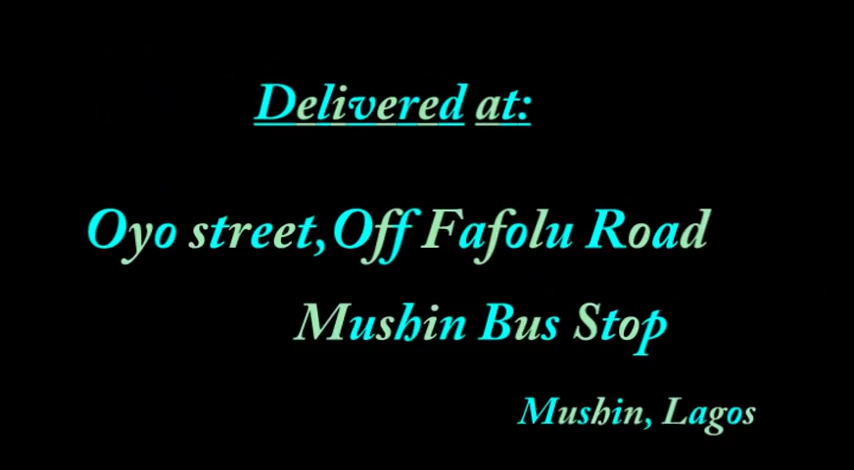 Delivered at:
Oyo street,Off Fafolu Road
Mushin Bus Stop
Mushin, Lagos